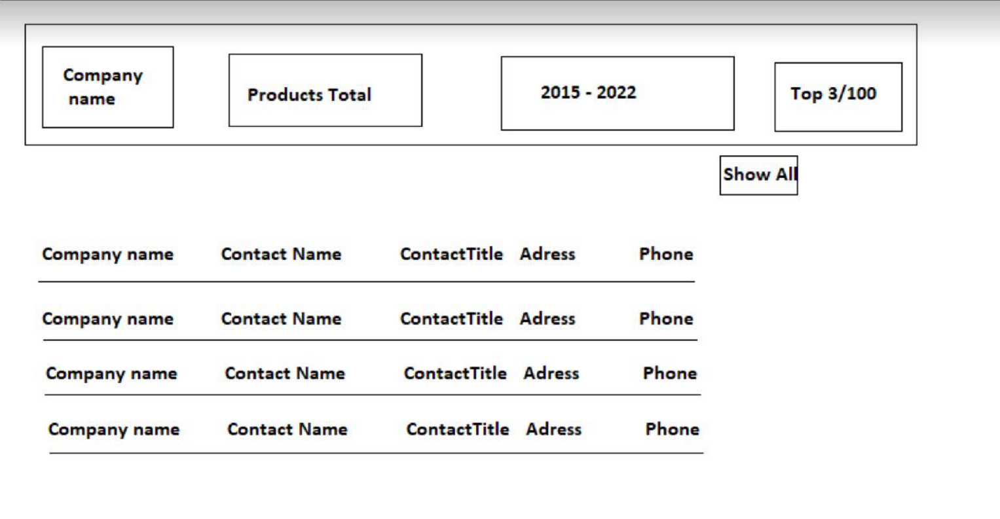 Company
name
Products Total
2015 - 2022
Top 3/100
Show All
Company name Contact Name ContactTitle Adress Phone
Company name Contact Name ContactTitle Adress Phone
Company name Contact Name ContactTitle Adress Phone
Company name Contact Name ContactTitle Adress Phone